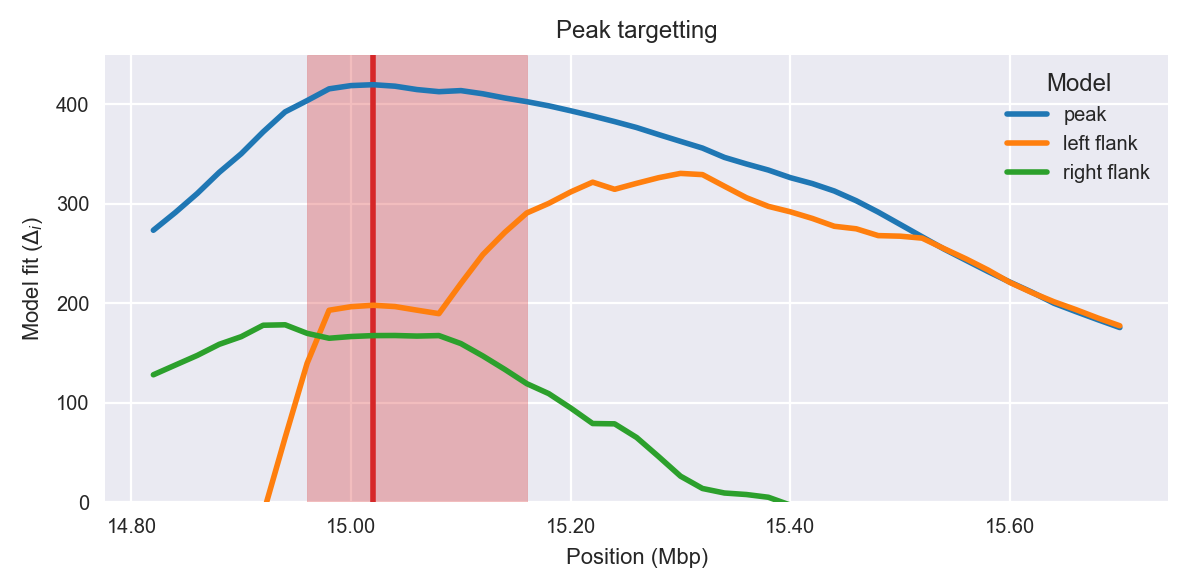 Peak targetting
Model
peak
left flank
right flank
Model fit (Δi)
400
300
200
100
0
14.80
15.00
15.20
15.40
15.60
Position (Mbp)